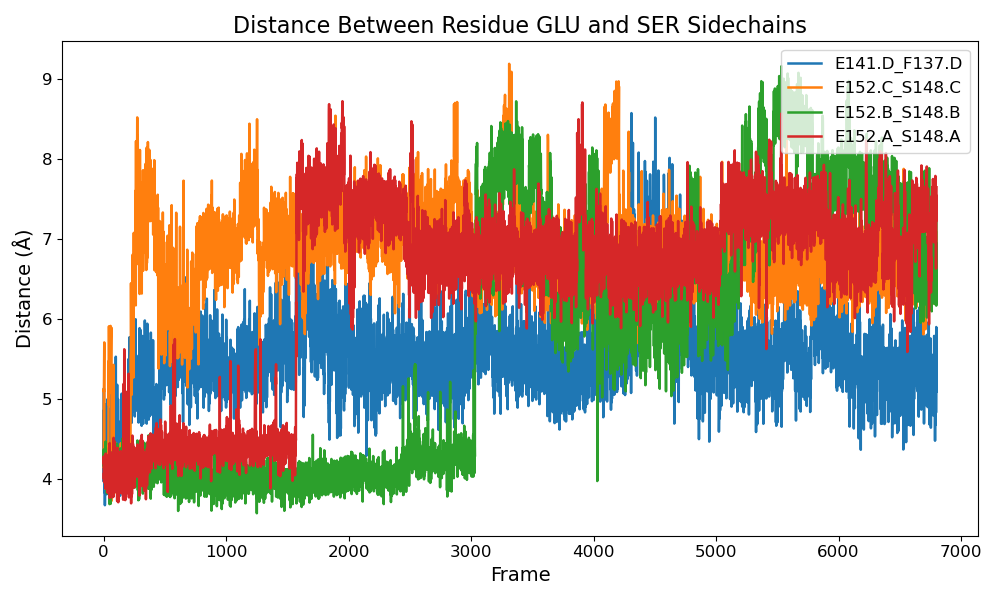 Distance Between Residue GLU and SER Sidechains
E141.D_F137.D
E152.C_S148.C
E152.B_S148.B
E152.A_S148.A
Distance (Å)
9
8
7
6
5
4
0 1000 2000 3000 4000 5000 6000 7000
Frame